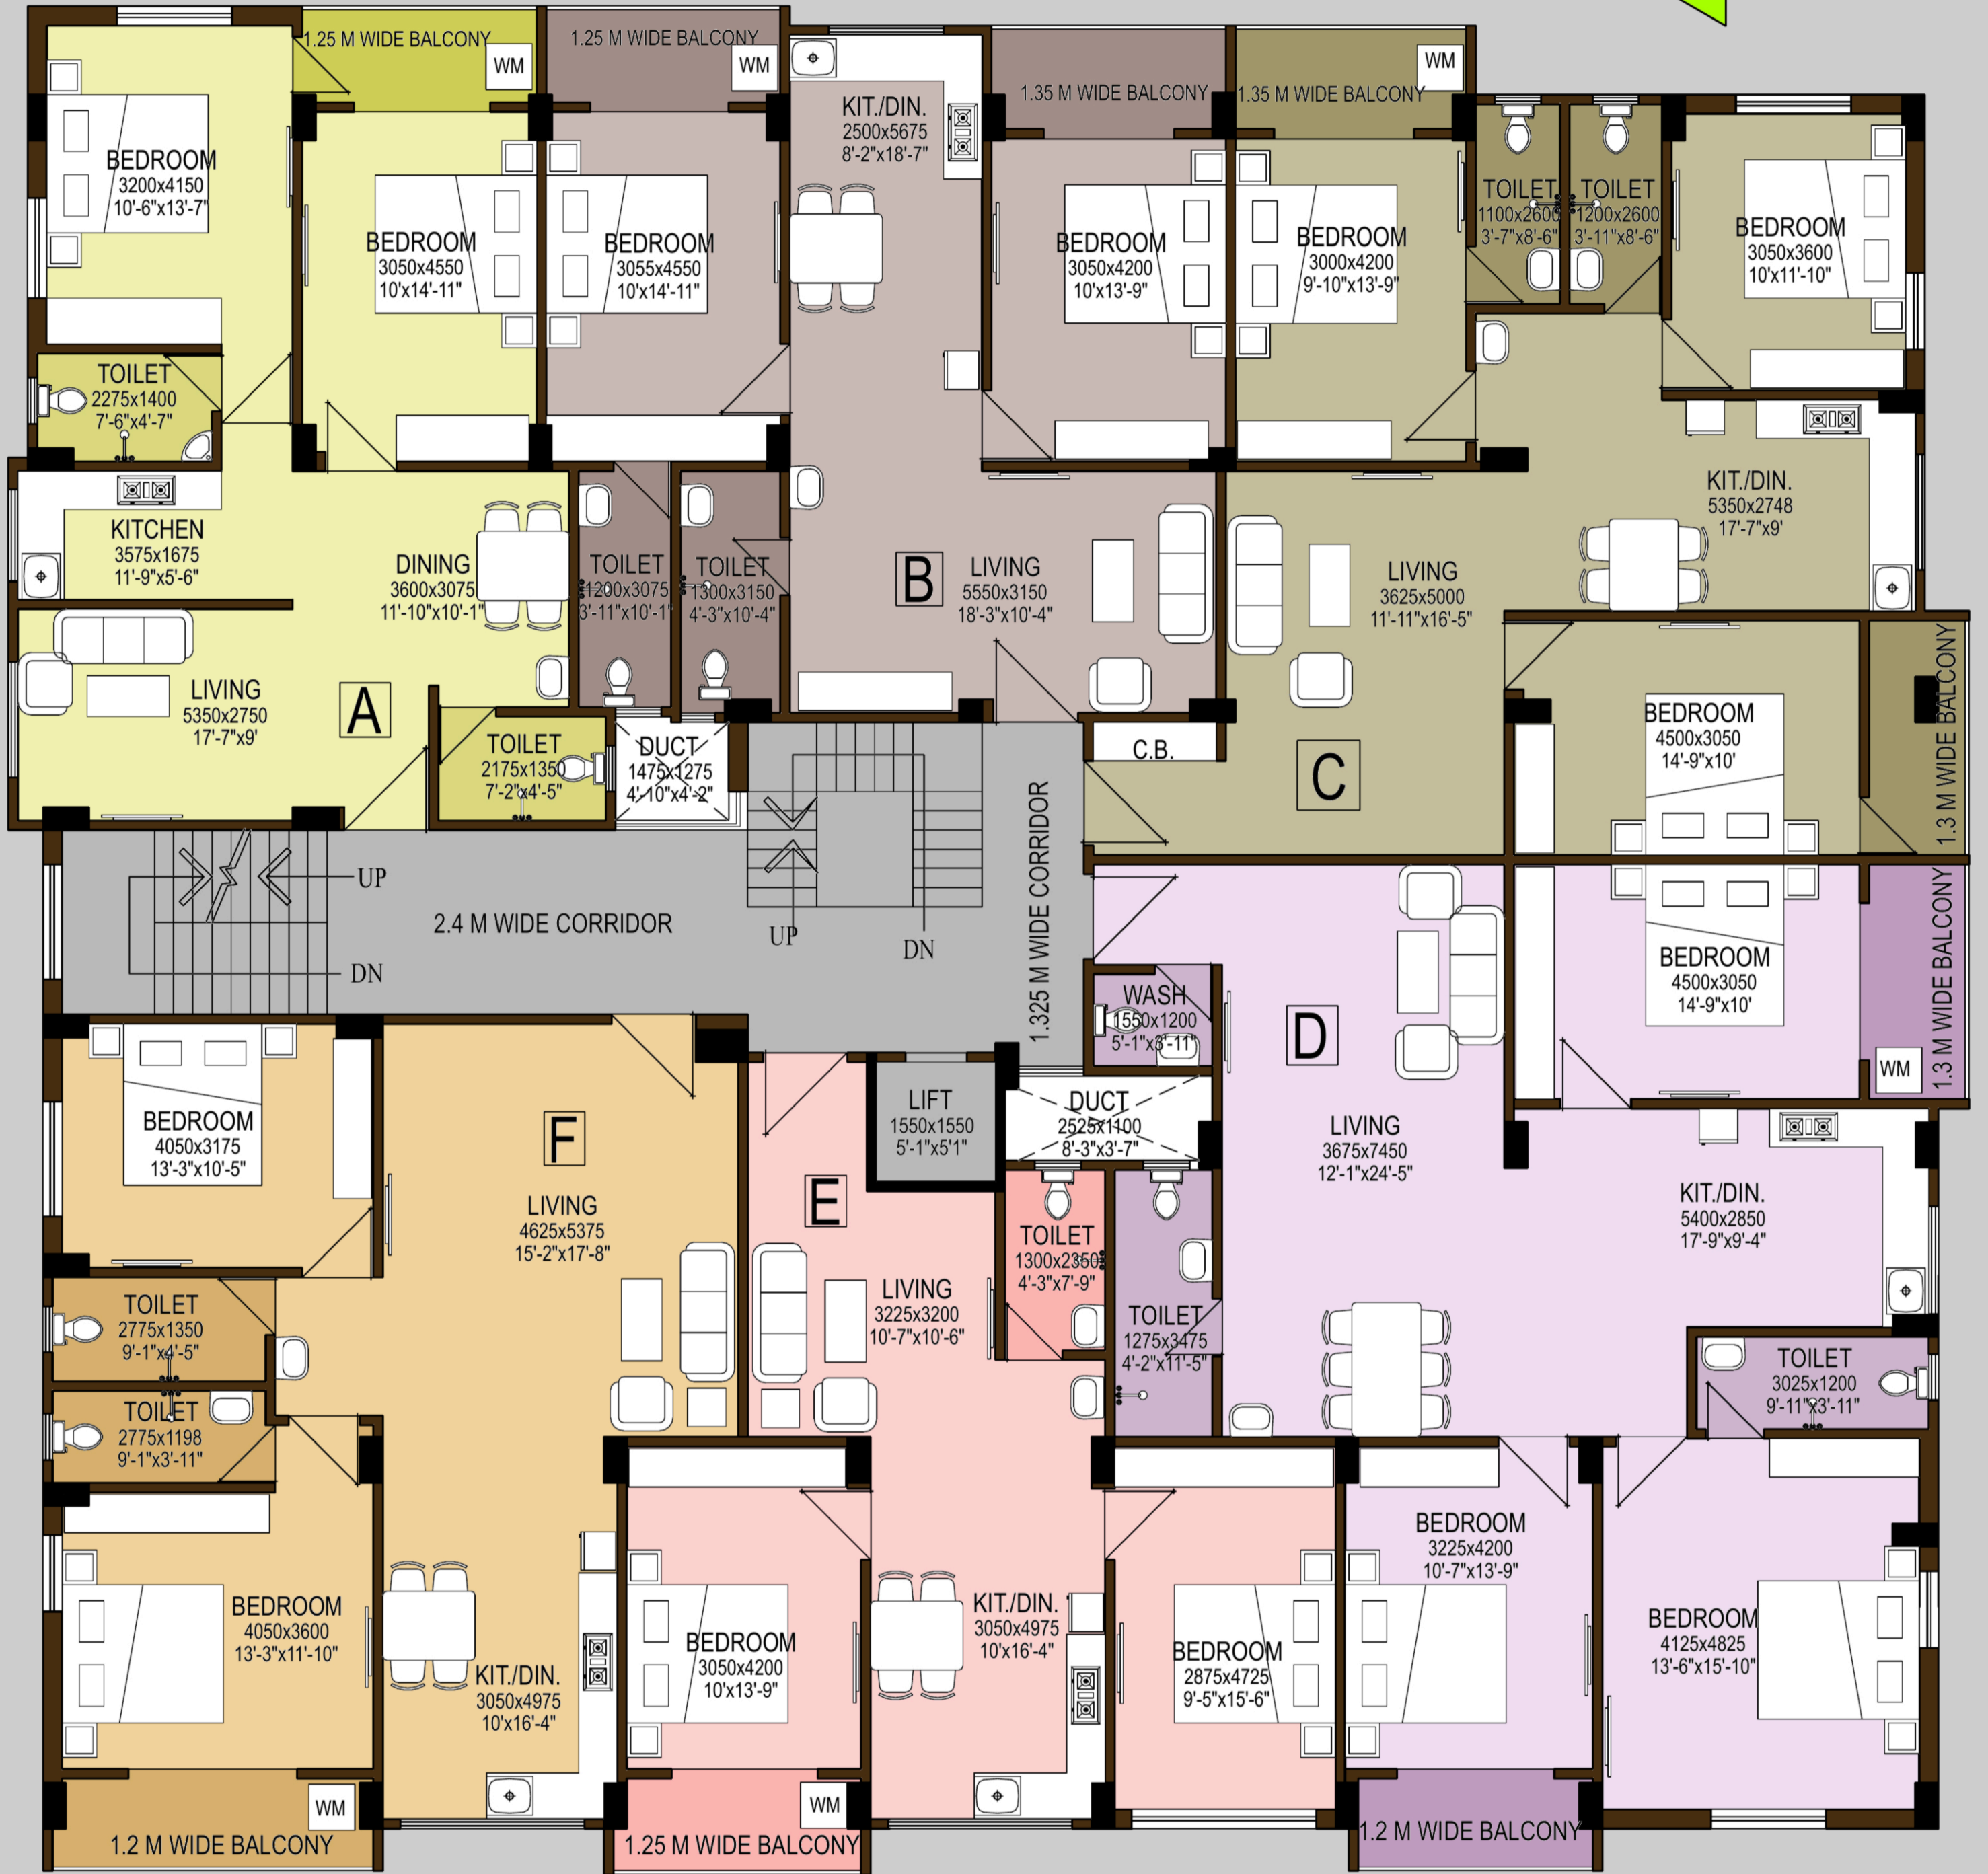 1.25 M WIDE BALCONY
WM
1.25 M WIDE BALCONY
WM
BEDROOM
3200x4150
10'-6"x13'-7"
BEDROOM
3050x4550
10'x14'-11"
BEDROOM
3055x4550
10'x14'-11"
KIT./DIN.
2500x5675
8'-2"x18'-7"
1.35 M WIDE BALCONY
1.35 M WIDE BALCONY
WM
BEDROOM
3050x4200
10'x13'-9"
BEDROOM
3000x4200
9'-10"x13'-9"
TOILET
1100x2600
3'-7"x8'-6"
TOILET
1200x2600
3'-11"x8'-6"
BEDROOM
3050x3600
10'x11'-10"
TOILET
2275x1400
7'-6"x4'-7"
KITCHEN
3575x1675
11'-9"x5'-6"
DINING
3600x3075
11'-10"x10'-1"
TOILET
1200x3075
3'-11"x10'-1"
TOILET
1300x3150
4'-3"x10'-4"
B
LIVING
5550x3150
18'-3"x10'-4"
LIVING
3625x5000
11'-11"x16'-5"
KIT./DIN.
5350x2748
17'-7"x9'
LIVING
5350x2750
17'-7"x9'
A
TOILET
2175x1350
7'-2"x4'-5"
DUCT
1475x1275
4'-10"x4'-2"
C.B.
C
BEDROOM
4500x3050
14'-9"x10'
1.3 M WIDE BALCONY
UP
DN
2.4 M WIDE CORRIDOR
UP
DN
1.325 M WIDE CORRIDOR
WASH
1550x1200
5'-1"x3'-11"
D
BEDROOM
4500x3050
14'-9"x10'
1.3 M WIDE BALCONY
WM
BEDROOM
4050x3175
13'-3"x10'-5"
F
LIVING
4625x5375
15'-2"x17'-8"
LIFT
1550x1550
5'-1"x5'1"
DUCT
2525x1100
8'-3"x3'-7"
LIVING
3675x7450
12'-1"x24'-5"
KIT./DIN.
5400x2850
17'-9"x9'-4"
E
LIVING
3225x3200
10'-7"x10'-6"
TOILET
1300x2350
4'-3"x7'-9"
TOILET
1275x3475
4'-2"x11'-5"
TOILET
2775x1350
9'-1"x4'-5"
TOILET
2775x1198
9'-1"x3'-11"
TOILET
3025x1200
9'-11"x3'-11"
BEDROOM
4050x3600
13'-3"x11'-10"
KIT./DIN.
3050x4975
10'x16'-4"
BEDROOM
3050x4200
10'x13'-9"
KIT./DIN.
3050x4975
10'x16'-4"
BEDROOM
2875x4725
9'-5"x15'-6"
BEDROOM
3225x4200
10'-7"x13'-9"
BEDROOM
4125x4825
13'-6"x15'-10"
WM
1.2 M WIDE BALCONY
WM
1.25 M WIDE BALCONY
1.2 M WIDE BALCONY